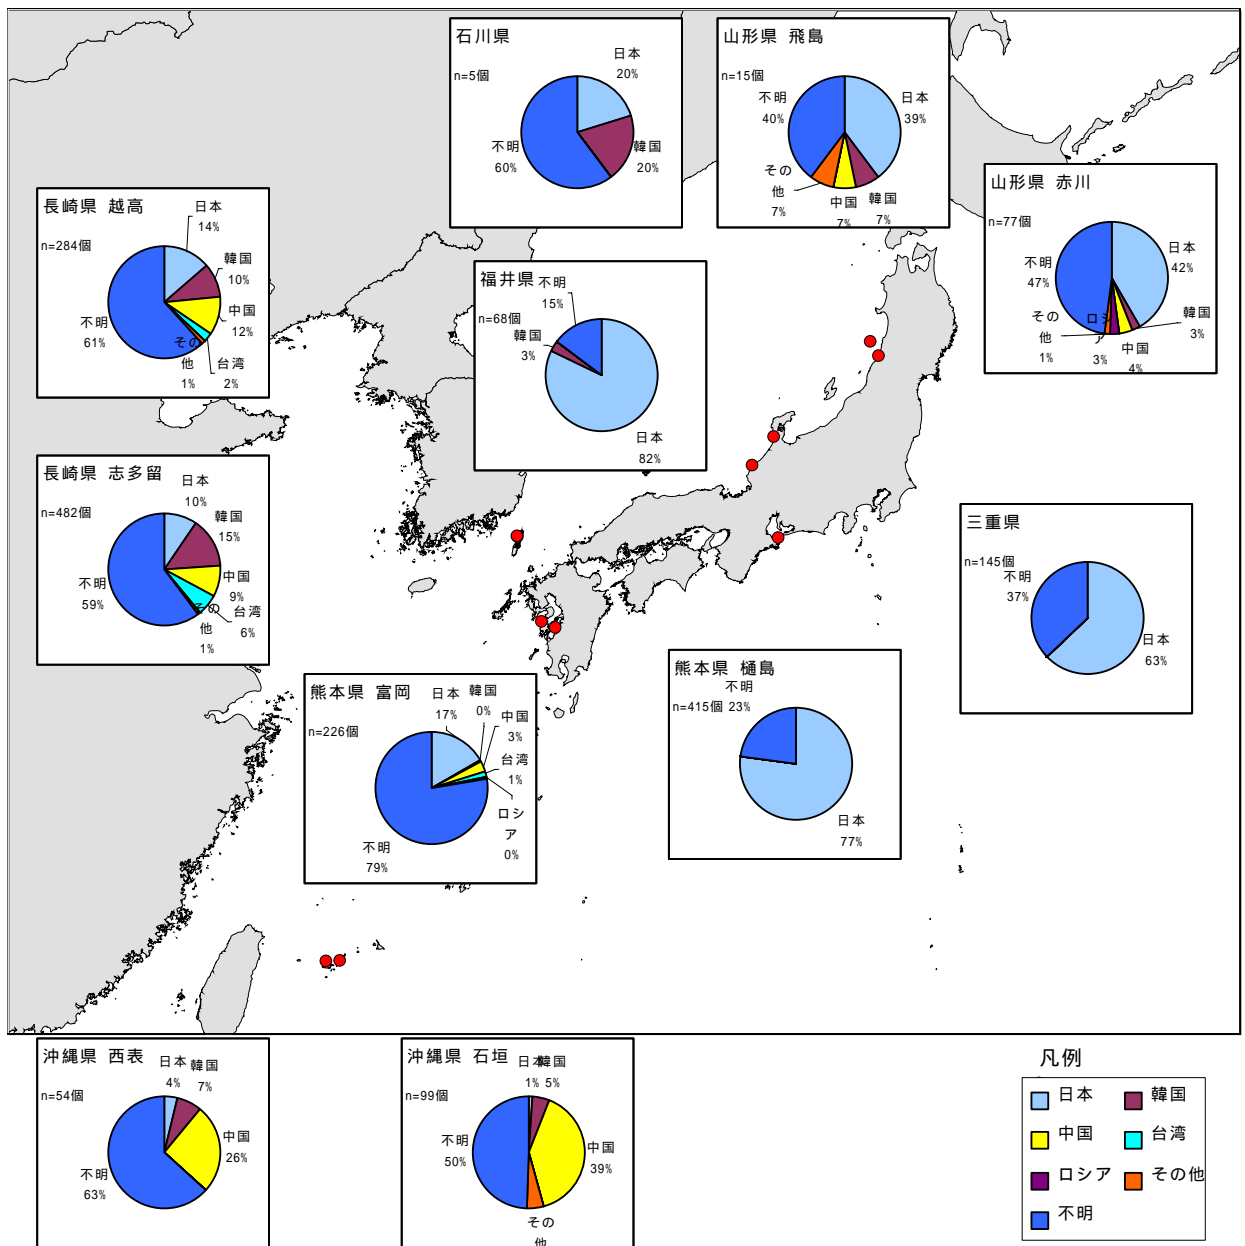 石川県
n=5個
日本
20%
韓国
20%
不明
60%
山形県 飛島
n=15個
日本
39%
韓国
7%
中国
7%
その
他
7%
不明
40%
山形県 赤川
n=77個
日本
42%
韓国
3%
中国
4%
ロシ
ア
3%
その
他
1%
不明
47%
長崎県 越高
n=284個
日本
14%
韓国
10%
中国
12%
台湾
2%
その
他
1%
不明
61%
福井県
n=68個
不明
15%
韓国
3%
日本
82%
長崎県 志多留
n=482個
日本
10%
韓国
15%
中国
9%
台湾
6%
その
他
1%
不明
59%
三重県
n=145個
不明
37%
日本
63%
熊本県 富岡
n=226個
日本
17%
韓国
0%
中国
3%
台湾
1%
ロシ
ア
0%
不明
79%
熊本県 樋島
不明
n=415個 23%
日本
77%
沖縄県 西表
n=54個
日本
4%
韓国
7%
中国
26%
不明
63%
沖縄県 石垣
n=99個
日本
1%
韓国
5%
中国
39%
その
他
不明
50%
凡例
日本 韓国
中国 台湾
ロシア その他
不明